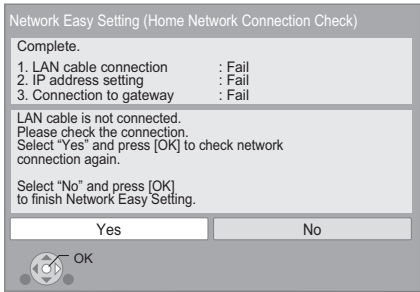 Network Easy Setting (Home Network Connection Check)
Complete.
1. LAN cable connection : Fail
2. IP address setting : Fail
3. Connection to gateway : Fail
LAN cable is not connected.
Please check the connection.
Select “Yes” and press [OK] to check network
connection again.
Select “No” and press [OK]
to finish Network Easy Setting.
Yes No
OK